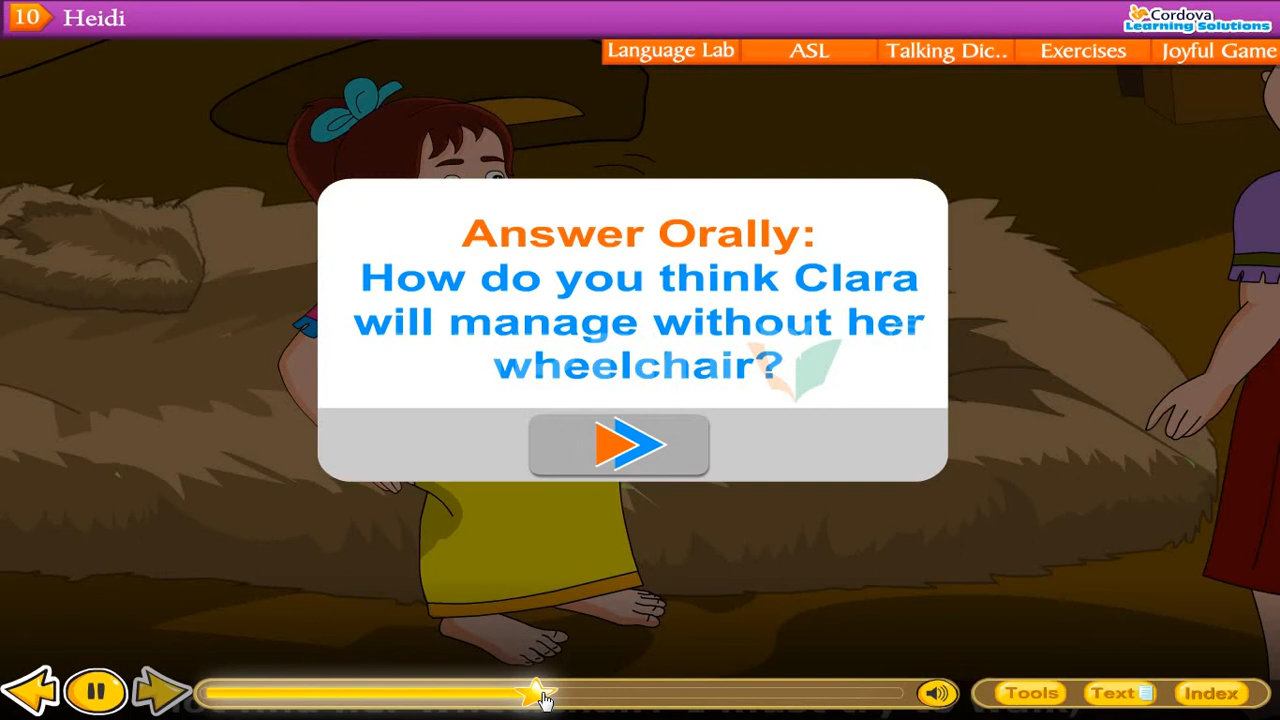 10 Heidi
Cordova
Learning Solutions
Language Lab ASL Talking Dic.. Exercises Joyful Game
Answer Orally:
How do you think Clara
will manage without her
wheelchair?
Tools Text Index